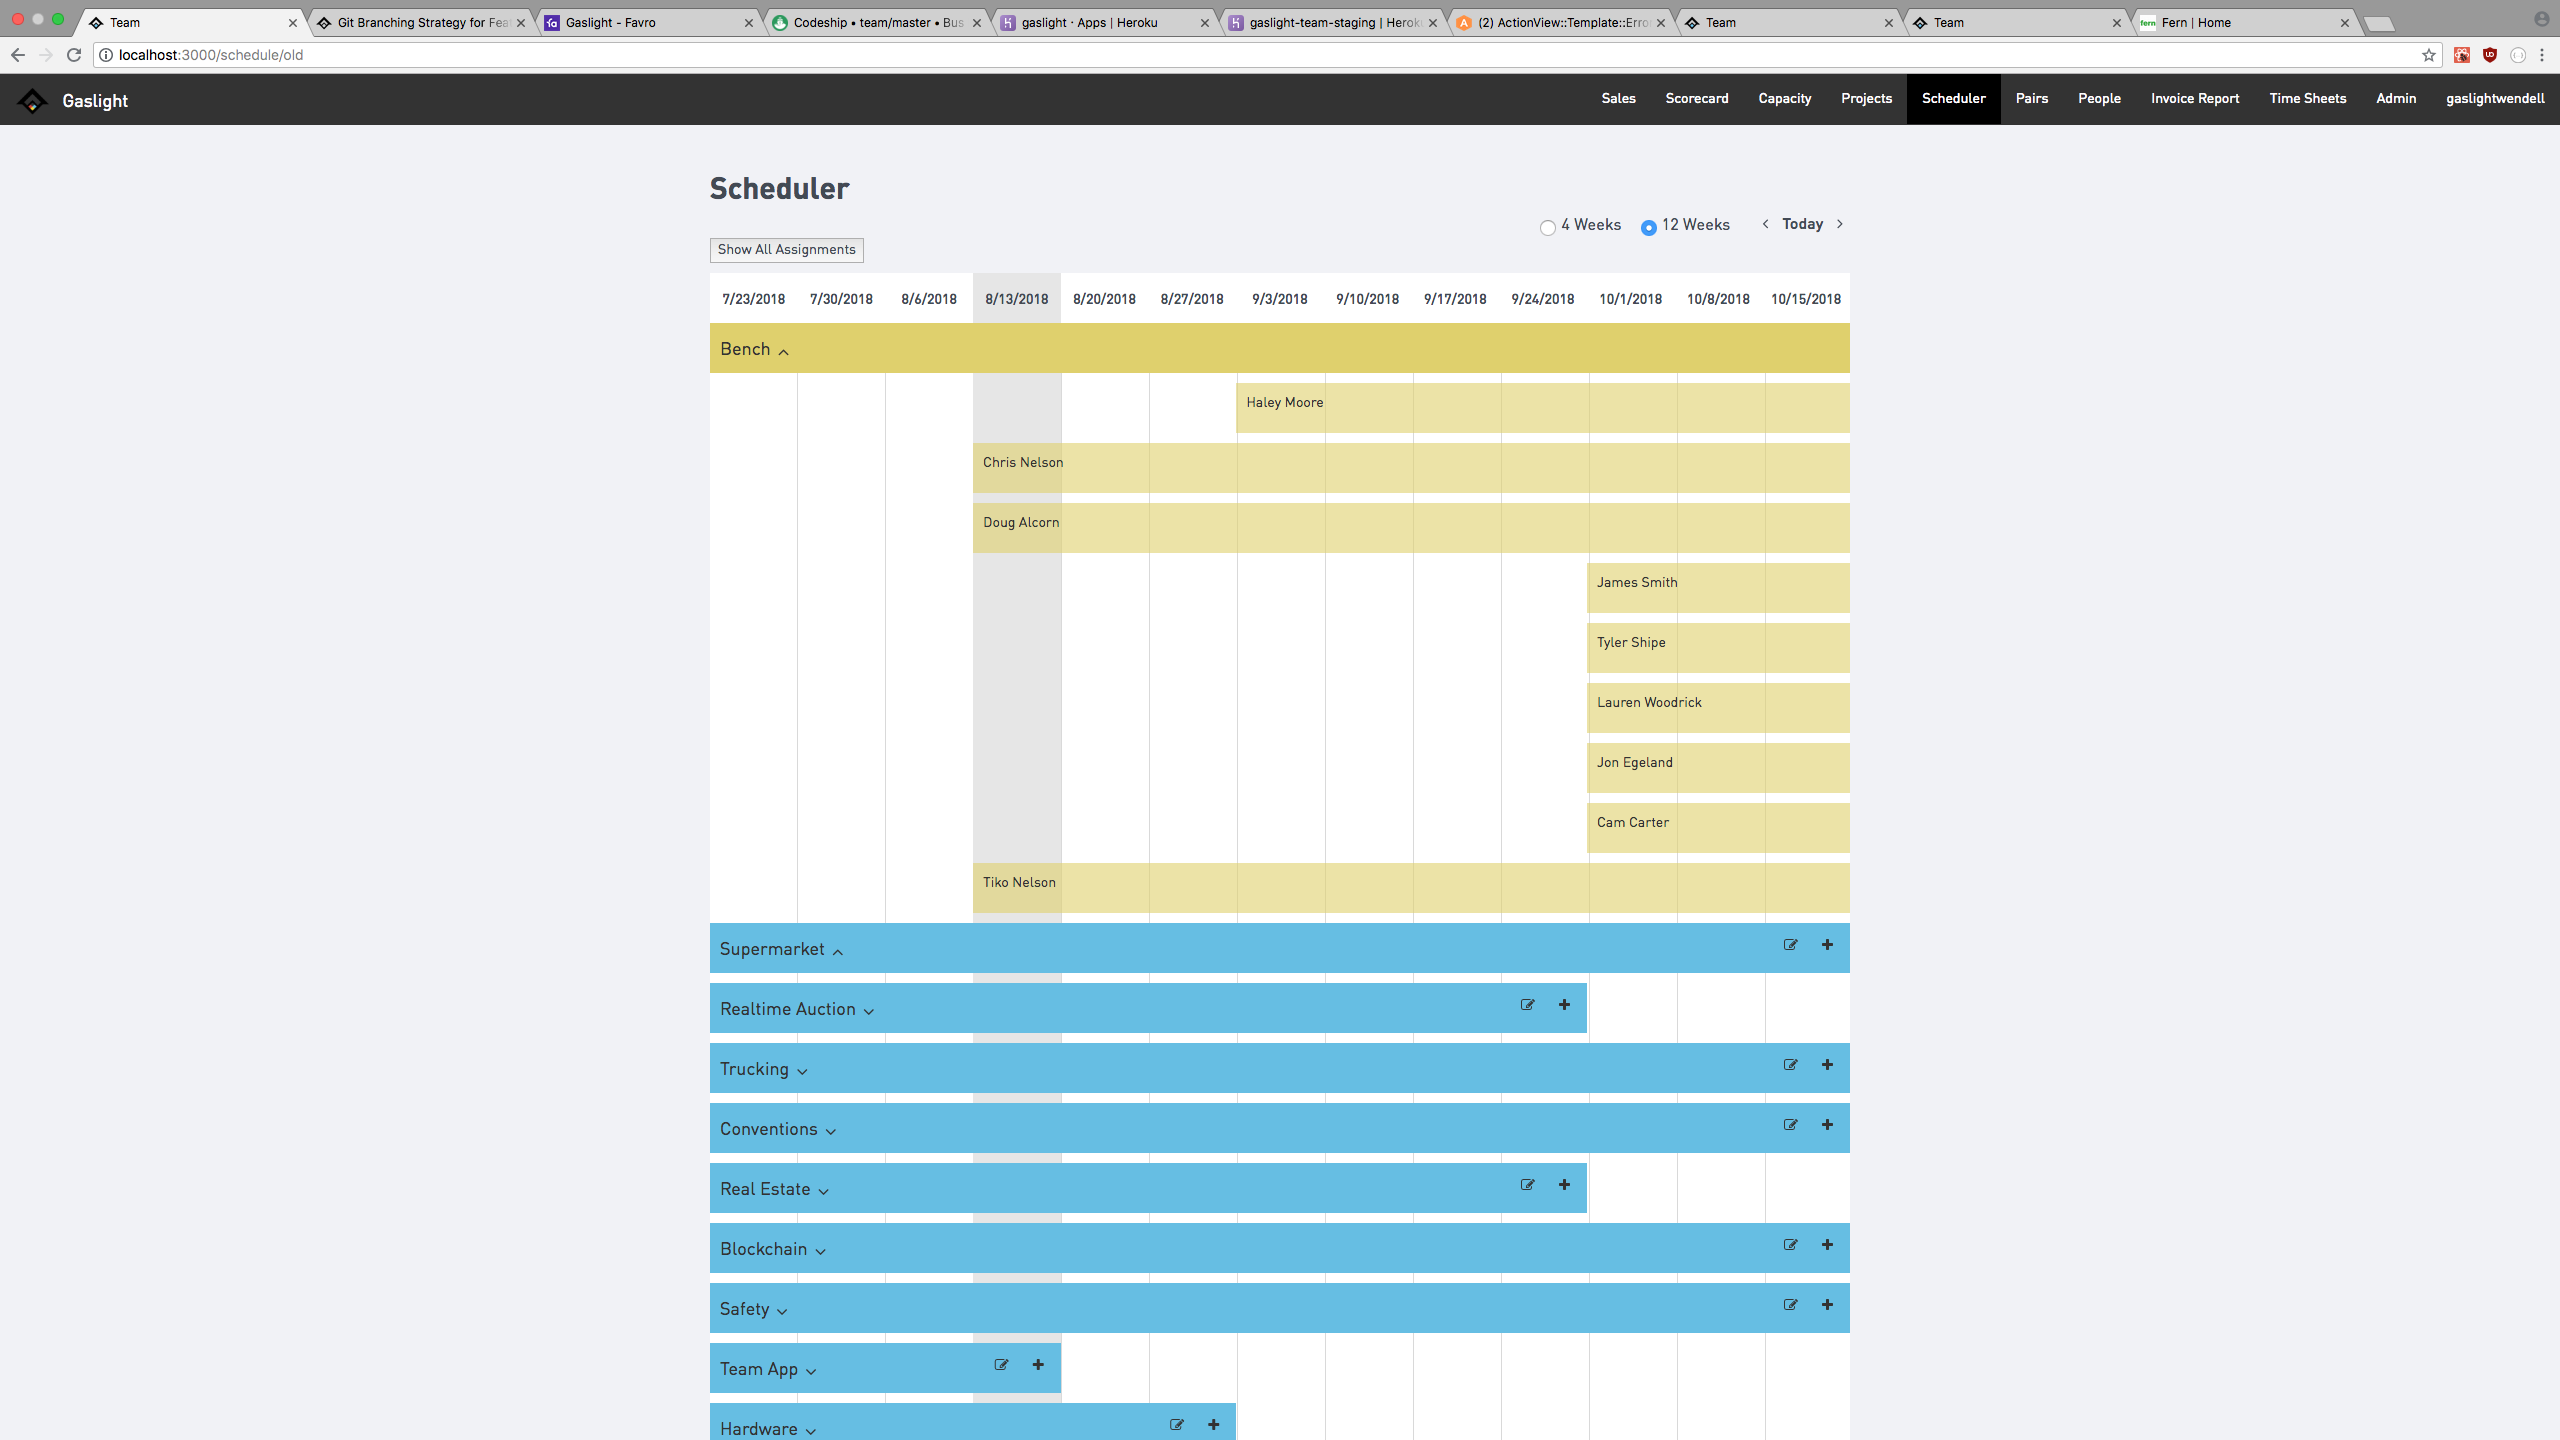 Team
Git Branching Strategy for Feat
Gaslight - Favro
Codeship • team/master • Bus
gaslight · Apps | Heroku
gaslight-team-staging | Heroku
(2) ActionView::Template::Error
Team
Team
fern
Fern | Home
localhost:3000/schedule/old
Gaslight
Sales
Scorecard
Capacity
Projects
Scheduler
Pairs
People
Invoice Report
Time Sheets
Admin
gaslightwendell
Scheduler
4 Weeks
12 Weeks
Today
Show All Assignments
7/23/2018
7/30/2018
8/6/2018
8/13/2018
8/20/2018
8/27/2018
9/3/2018
9/10/2018
9/17/2018
9/24/2018
10/1/2018
10/8/2018
10/15/2018
Bench
Haley Moore
Chris Nelson
Doug Alcorn
James Smith
Tyler Shipe
Lauren Woodrick
Jon Egeland
Cam Carter
Tiko Nelson
Supermarket
Realtime Auction
Trucking
Conventions
Real Estate
Blockchain
Safety
Team App
Hardware